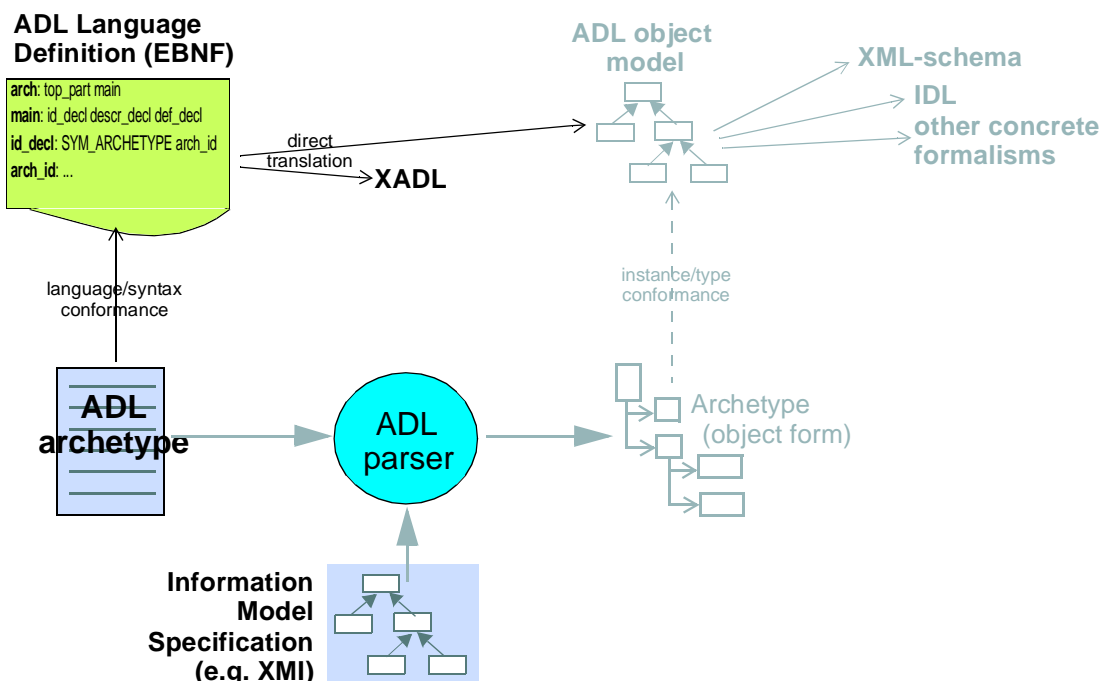 ADL Language
Definition (EBNF)
arch: top_part main
main: id_decl descr_decl def_decl
id_decl: SYM_ARCHETYPE arch_id
arch_id: ...
direct
translation
XADL
ADL object
model
XML-schema
IDL
other concrete
formalisms
language/syntax
conformance
instance/type
conformance
ADL
archetype
ADL
parser
Archetype
(object form)
Information
Model
Specification
(e.g. XMI)